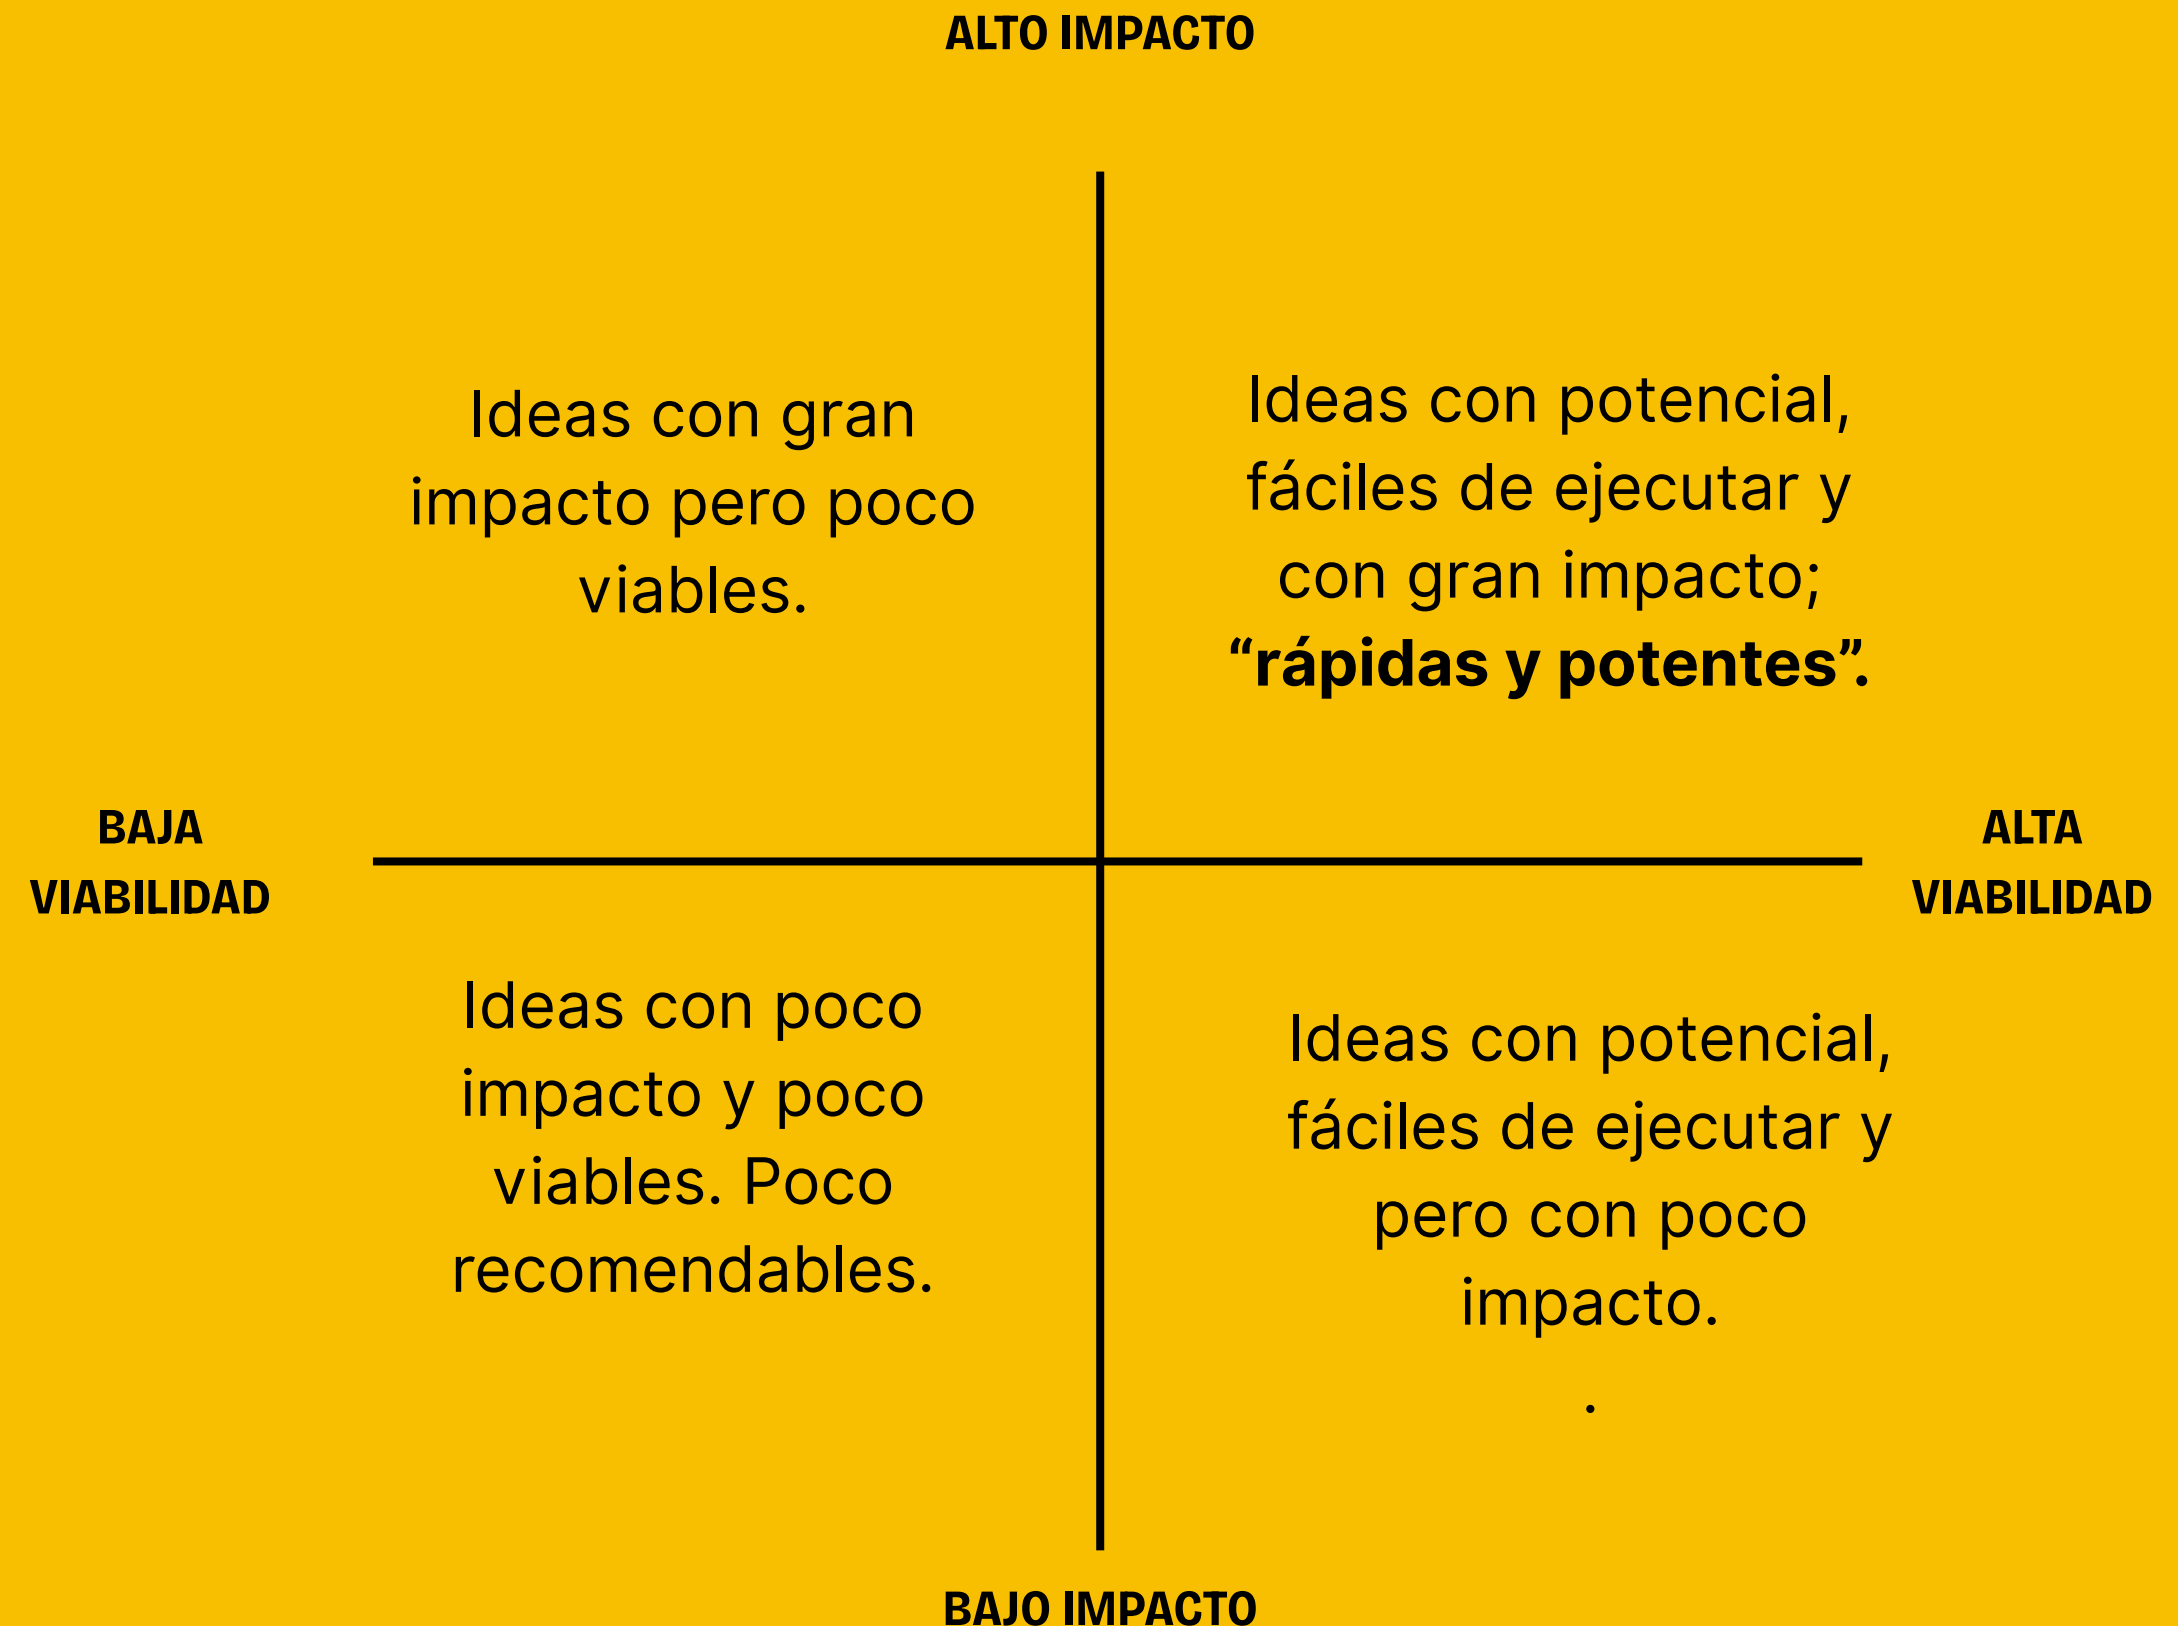 ALTO IMPACTO
Ideas con gran
impacto pero poco
viables.
Ideas con potencial,
fáciles de ejecutar y
con gran impacto;
“rápidas y potentes”.
BAJA
VIABILIDAD
ALTA
VIABILIDAD
Ideas con poco
impacto y poco
viables. Poco
recomendables.
Ideas con potencial,
fáciles de ejecutar y
pero con poco
impacto.
.
BAJO IMPACTO